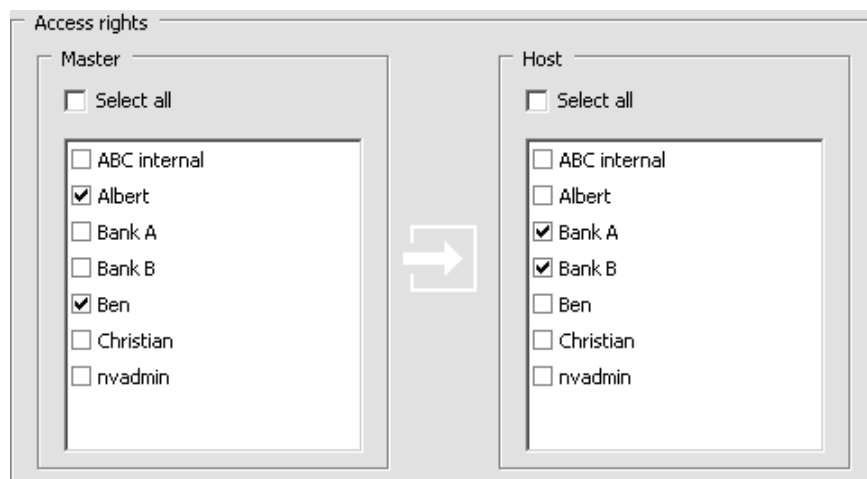 Access rights
Master
Select all
ABC internal
Albert
Bank A
Bank B
Ben
Christian
nvadmin
Host
Select all
ABC internal
Albert
Bank A
Bank B
Ben
Christian
nvadmin